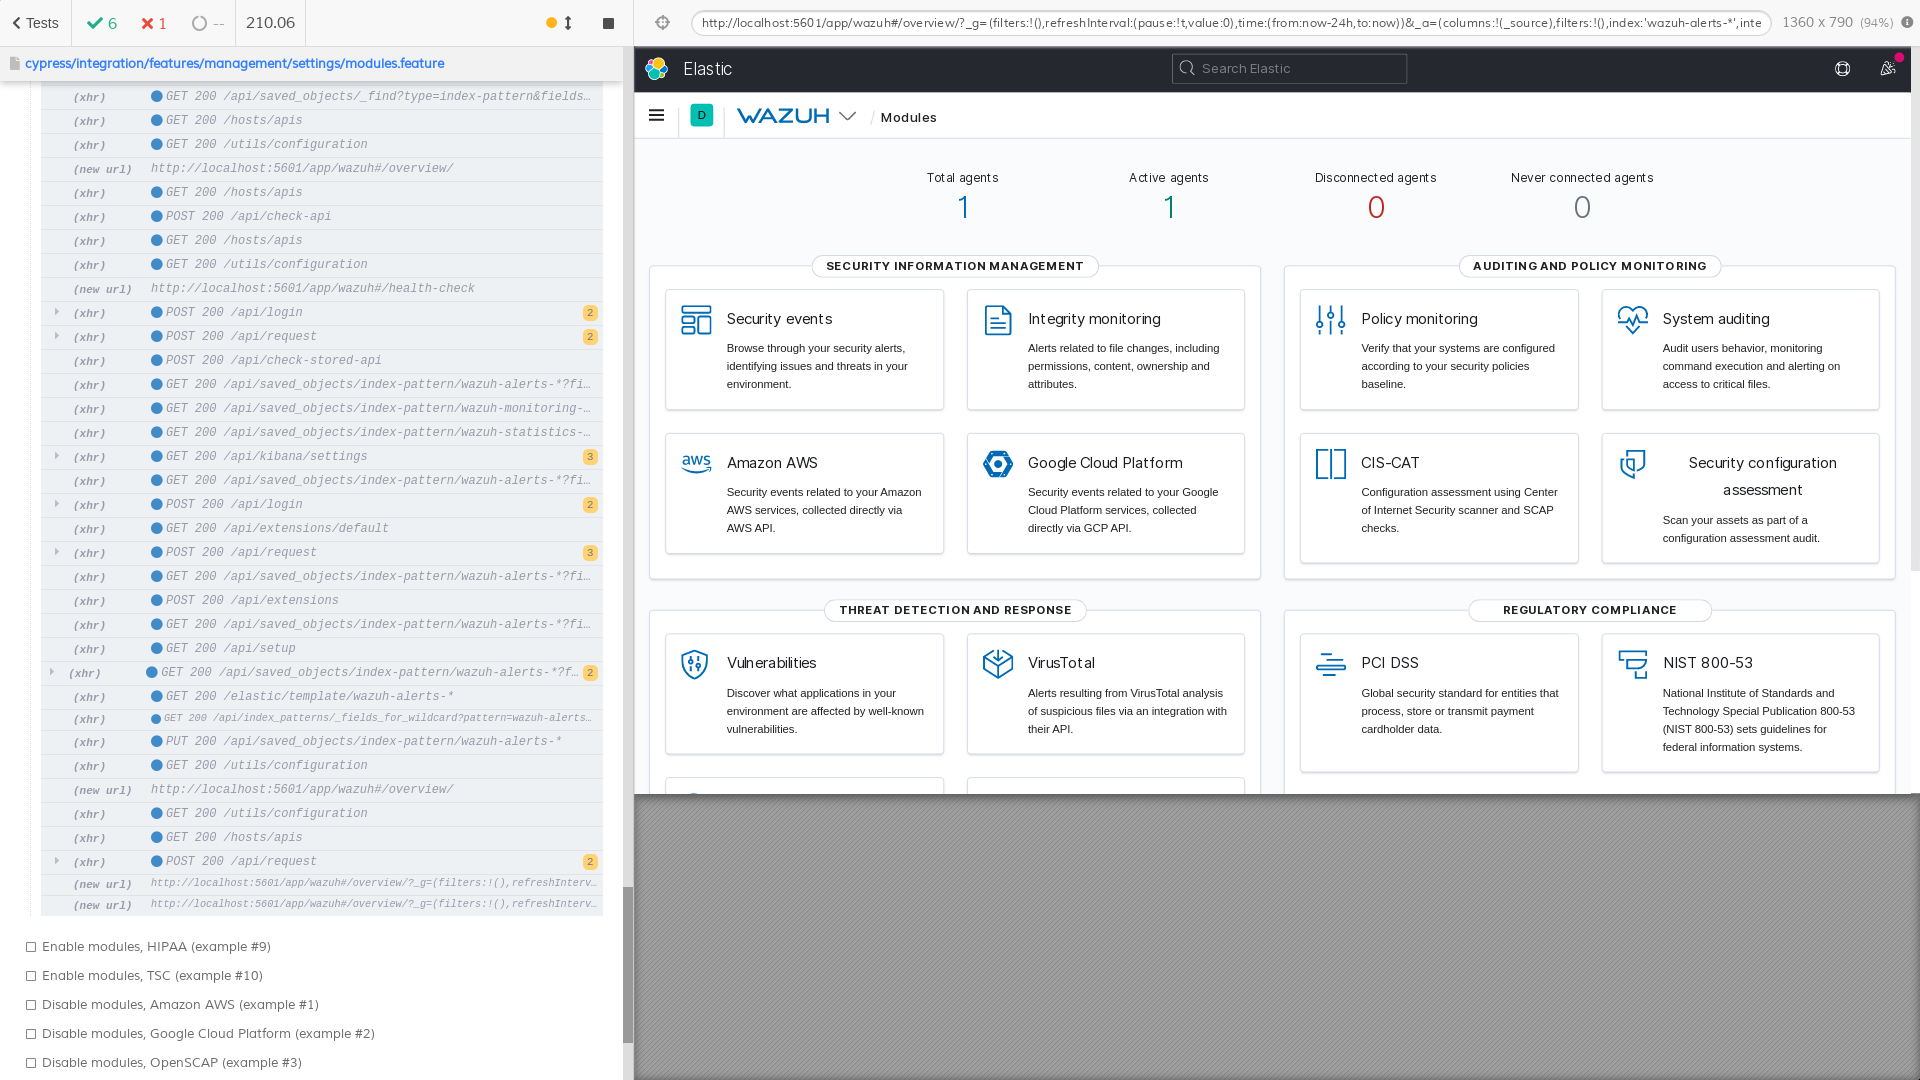 Tests
6
1
--
210.06
http://localhost:5601/app/wazuh#/overview/?_g=(filters:!(),refreshInterval:(pause:!t,value:0),time:(from:now-24h,to:now))&_a=(columns:!(_source),filters:!(),index:'wazuh-alerts-*',inte
1360 x 790 (94%)
cypress/integration/features/management/settings/modules.feature
(xhr) GET 200 /api/saved_objects/_find?type=index-pattern&fields…
(xhr) GET 200 /hosts/apis
(xhr) GET 200 /utils/configuration
(new url) http://localhost:5601/app/wazuh#/overview/
(xhr) GET 200 /hosts/apis
(xhr) POST 200 /api/check-api
(xhr) GET 200 /hosts/apis
(xhr) GET 200 /utils/configuration
(new url) http://localhost:5601/app/wazuh#/health-check
(xhr) POST 200 /api/login 2
(xhr) POST 200 /api/request 2
(xhr) POST 200 /api/check-stored-api
(xhr) GET 200 /api/saved_objects/index-pattern/wazuh-alerts-*?fi…
(xhr) GET 200 /api/saved_objects/index-pattern/wazuh-monitoring-…
(xhr) GET 200 /api/saved_objects/index-pattern/wazuh-statistics-…
(xhr) GET 200 /api/kibana/settings 3
(xhr) GET 200 /api/saved_objects/index-pattern/wazuh-alerts-*?fi…
(xhr) POST 200 /api/login 2
(xhr) GET 200 /api/extensions/default
(xhr) POST 200 /api/request 3
(xhr) GET 200 /api/saved_objects/index-pattern/wazuh-alerts-*?fi…
(xhr) POST 200 /api/extensions
(xhr) GET 200 /api/saved_objects/index-pattern/wazuh-alerts-*?fi…
(xhr) GET 200 /api/setup
(xhr) GET 200 /api/saved_objects/index-pattern/wazuh-alerts-*?f… 2
(xhr) GET 200 /elastic/template/wazuh-alerts-*
(xhr) GET 200 /api/index_patterns/_fields_for_wildcard?pattern=wazuh-alerts…
(xhr) PUT 200 /api/saved_objects/index-pattern/wazuh-alerts-*
(xhr) GET 200 /utils/configuration
(new url) http://localhost:5601/app/wazuh#/overview/
(xhr) GET 200 /utils/configuration
(xhr) GET 200 /hosts/apis
(xhr) POST 200 /api/request 2
(new url) http://localhost:5601/app/wazuh#/overview/?_g=(filters:!(),refreshInterv…
(new url) http://localhost:5601/app/wazuh#/overview/?_g=(filters:!(),refreshInterv…
Enable modules, HIPAA (example #9)
Enable modules, TSC (example #10)
Disable modules, Amazon AWS (example #1)
Disable modules, Google Cloud Platform (example #2)
Disable modules, OpenSCAP (example #3)
Elastic
Search Elastic
D
WAZUH
/ Modules
Total agents
1
Active agents
1
Disconnected agents
0
Never connected agents
0
SECURITY INFORMATION MANAGEMENT
Security events
Browse through your security alerts,
identifying issues and threats in your
environment.
Integrity monitoring
Alerts related to file changes, including
permissions, content, ownership and
attributes.
aws
Amazon AWS
Security events related to your Amazon
AWS services, collected directly via
AWS API.
Google Cloud Platform
Security events related to your Google
Cloud Platform services, collected
directly via GCP API.
AUDITING AND POLICY MONITORING
Policy monitoring
Verify that your systems are configured
according to your security policies
baseline.
System auditing
Audit users behavior, monitoring
command execution and alerting on
access to critical files.
CIS-CAT
Configuration assessment using Center
of Internet Security scanner and SCAP
checks.
Security configuration
assessment
Scan your assets as part of a
configuration assessment audit.
THREAT DETECTION AND RESPONSE
Vulnerabilities
Discover what applications in your
environment are affected by well-known
vulnerabilities.
VirusTotal
Alerts resulting from VirusTotal analysis
of suspicious files via an integration with
their API.
REGULATORY COMPLIANCE
PCI DSS
Global security standard for entities that
process, store or transmit payment
cardholder data.
NIST 800-53
National Institute of Standards and
Technology Special Publication 800-53
(NIST 800-53) sets guidelines for
federal information systems.